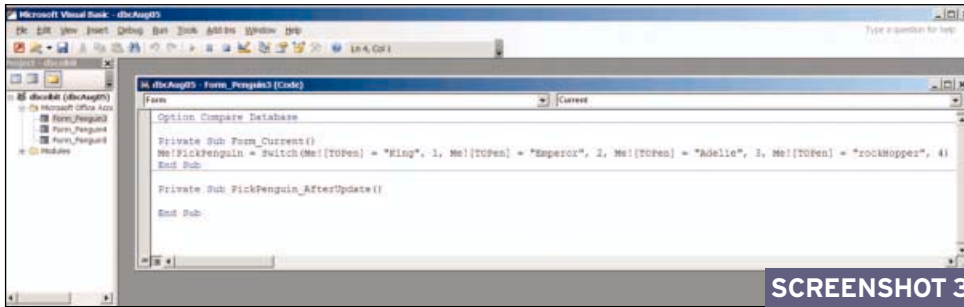 Microsoft Visual Basic - dbcAug05
File Edit View Insert Debug Run Tools Add-Ins Window Help
Type a question for help
Ln 4, Col 1
dbcAug05 - Form_Penguin3 (Code)
Form
Current
(dbcAug05)
Microsoft Office
Form_Penguin3
Form_Penguin4
Modules
Option Compare Database
Private Sub Form_Current()
Me!PickPenguin = Switch(Me![TOPen] = "King", 1, Me![TOPen] = "Emperor", 2, Me![TOPen] = "Adelie", 3, Me![TOPen] = "rockHopper", 4)
End Sub
Private Sub PickPenguin_AfterUpdate()
End Sub
SCREENSHOT 3